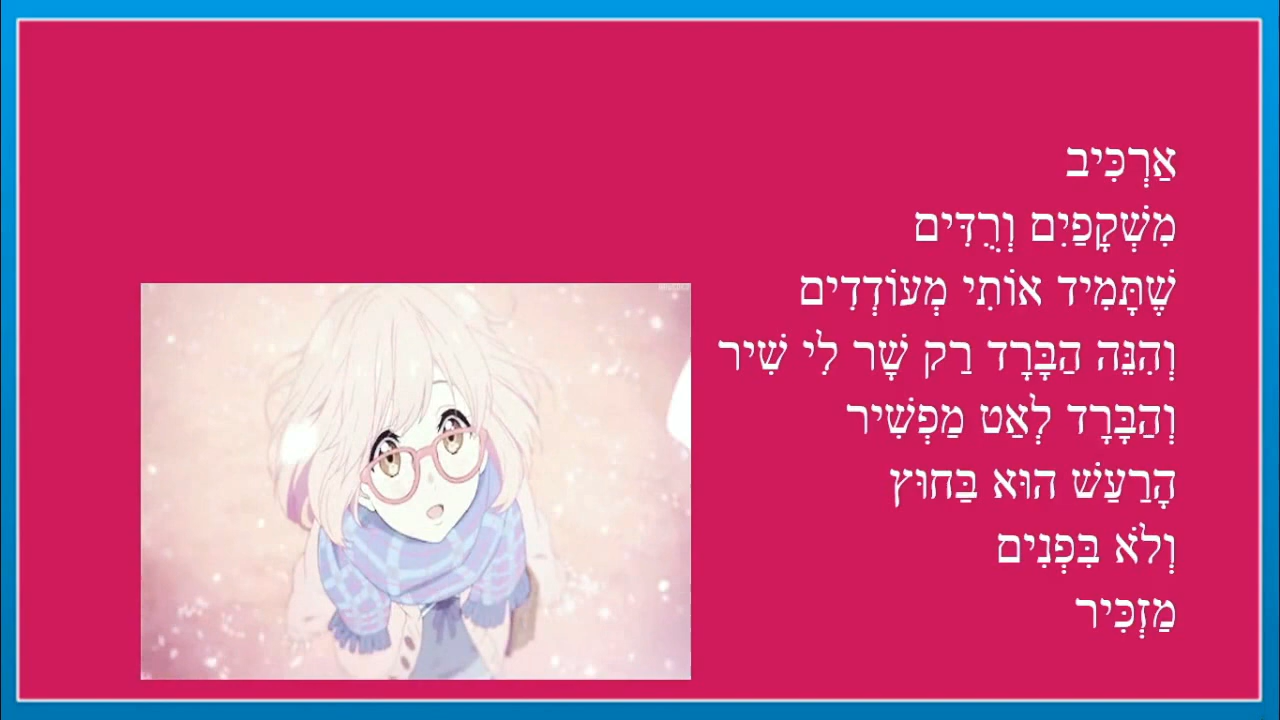 אַרְכִּיב
מִשְׁקָפַיִם וְרֻדִּים
שֶׁתָּמִיד אוֹתִי מְעוֹדְדִים
וְהִנֵּה הַבָּרָד רַק שָׁר לִי שִׁיר
וְהַבָּרָד לְאַט מַפְשִׁיר
הָרַעַשׁ הוּא בַּחוּץ
וְלֹא בִּפְנִים
מַזְכִּיר